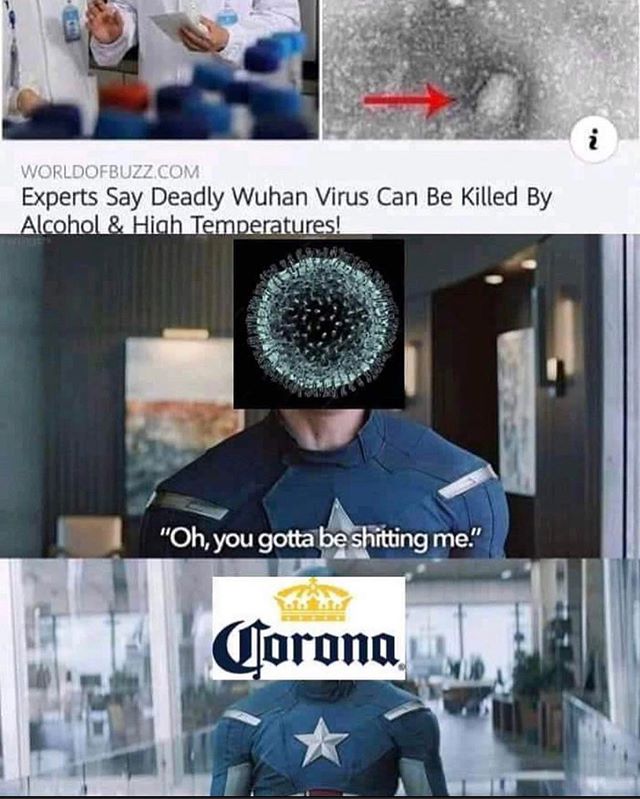 i
WORLDOFBUZZ.COM
Experts Say Deadly Wuhan Virus Can Be Killed By
Alcohol & High Temperatures!
"Oh, you gotta be shitting me."
Corona